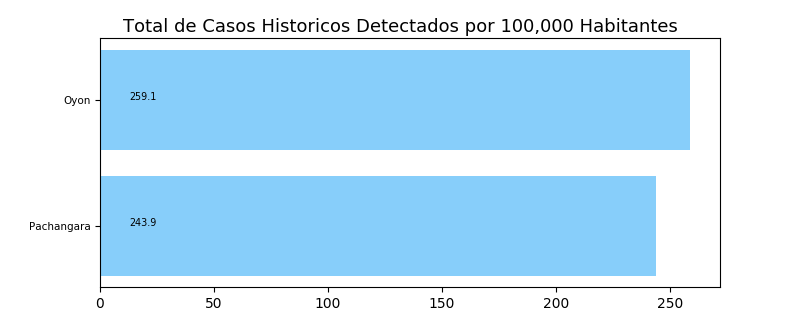 Total de Casos Historicos Detectados por 100,000 Habitantes
Oyon
259.1
Pachangara
243.9
0 50 100 150 200 250